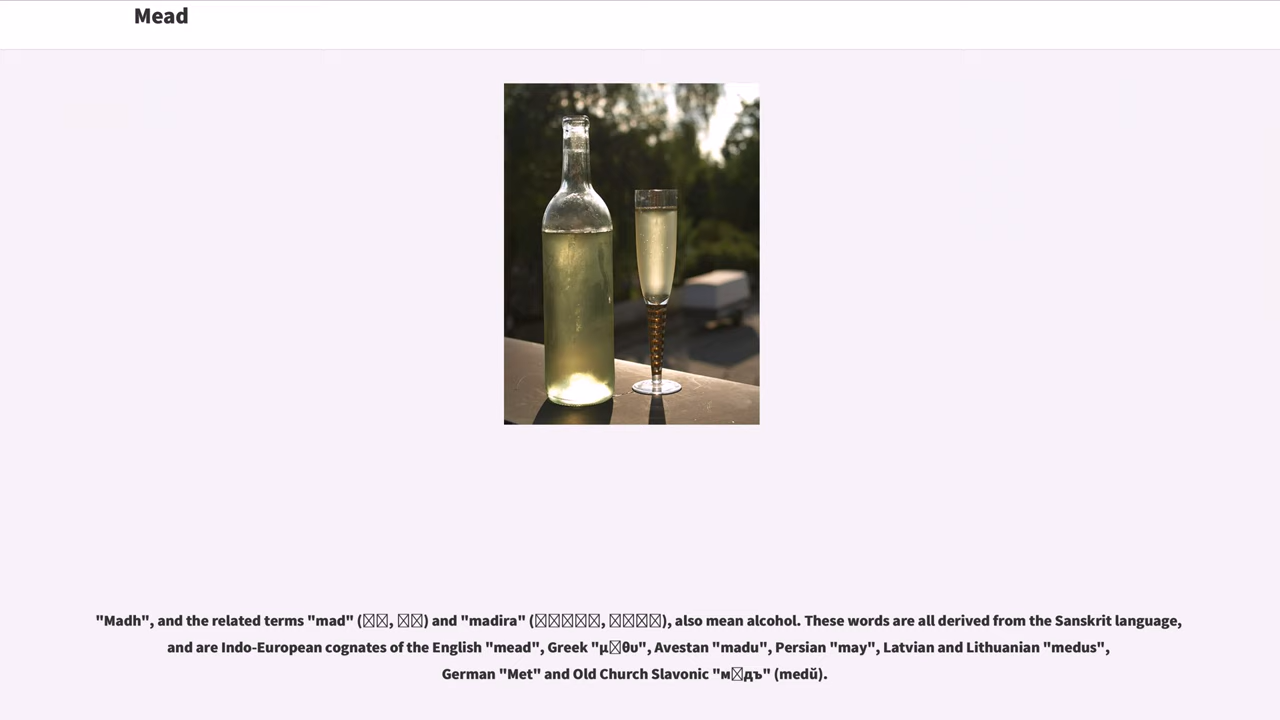 Mead
"Madh", and the related terms "mad" (□□, □□) and "madira" (□□□□□, □□□□), also mean alcohol. These words are all derived from the Sanskrit language,
and are Indo-European cognates of the English "mead", Greek "μ□θυ", Avestan "madu", Persian "may", Latvian and Lithuanian "medus",
German "Met" and Old Church Slavonic "м□дъ" (medŭ).